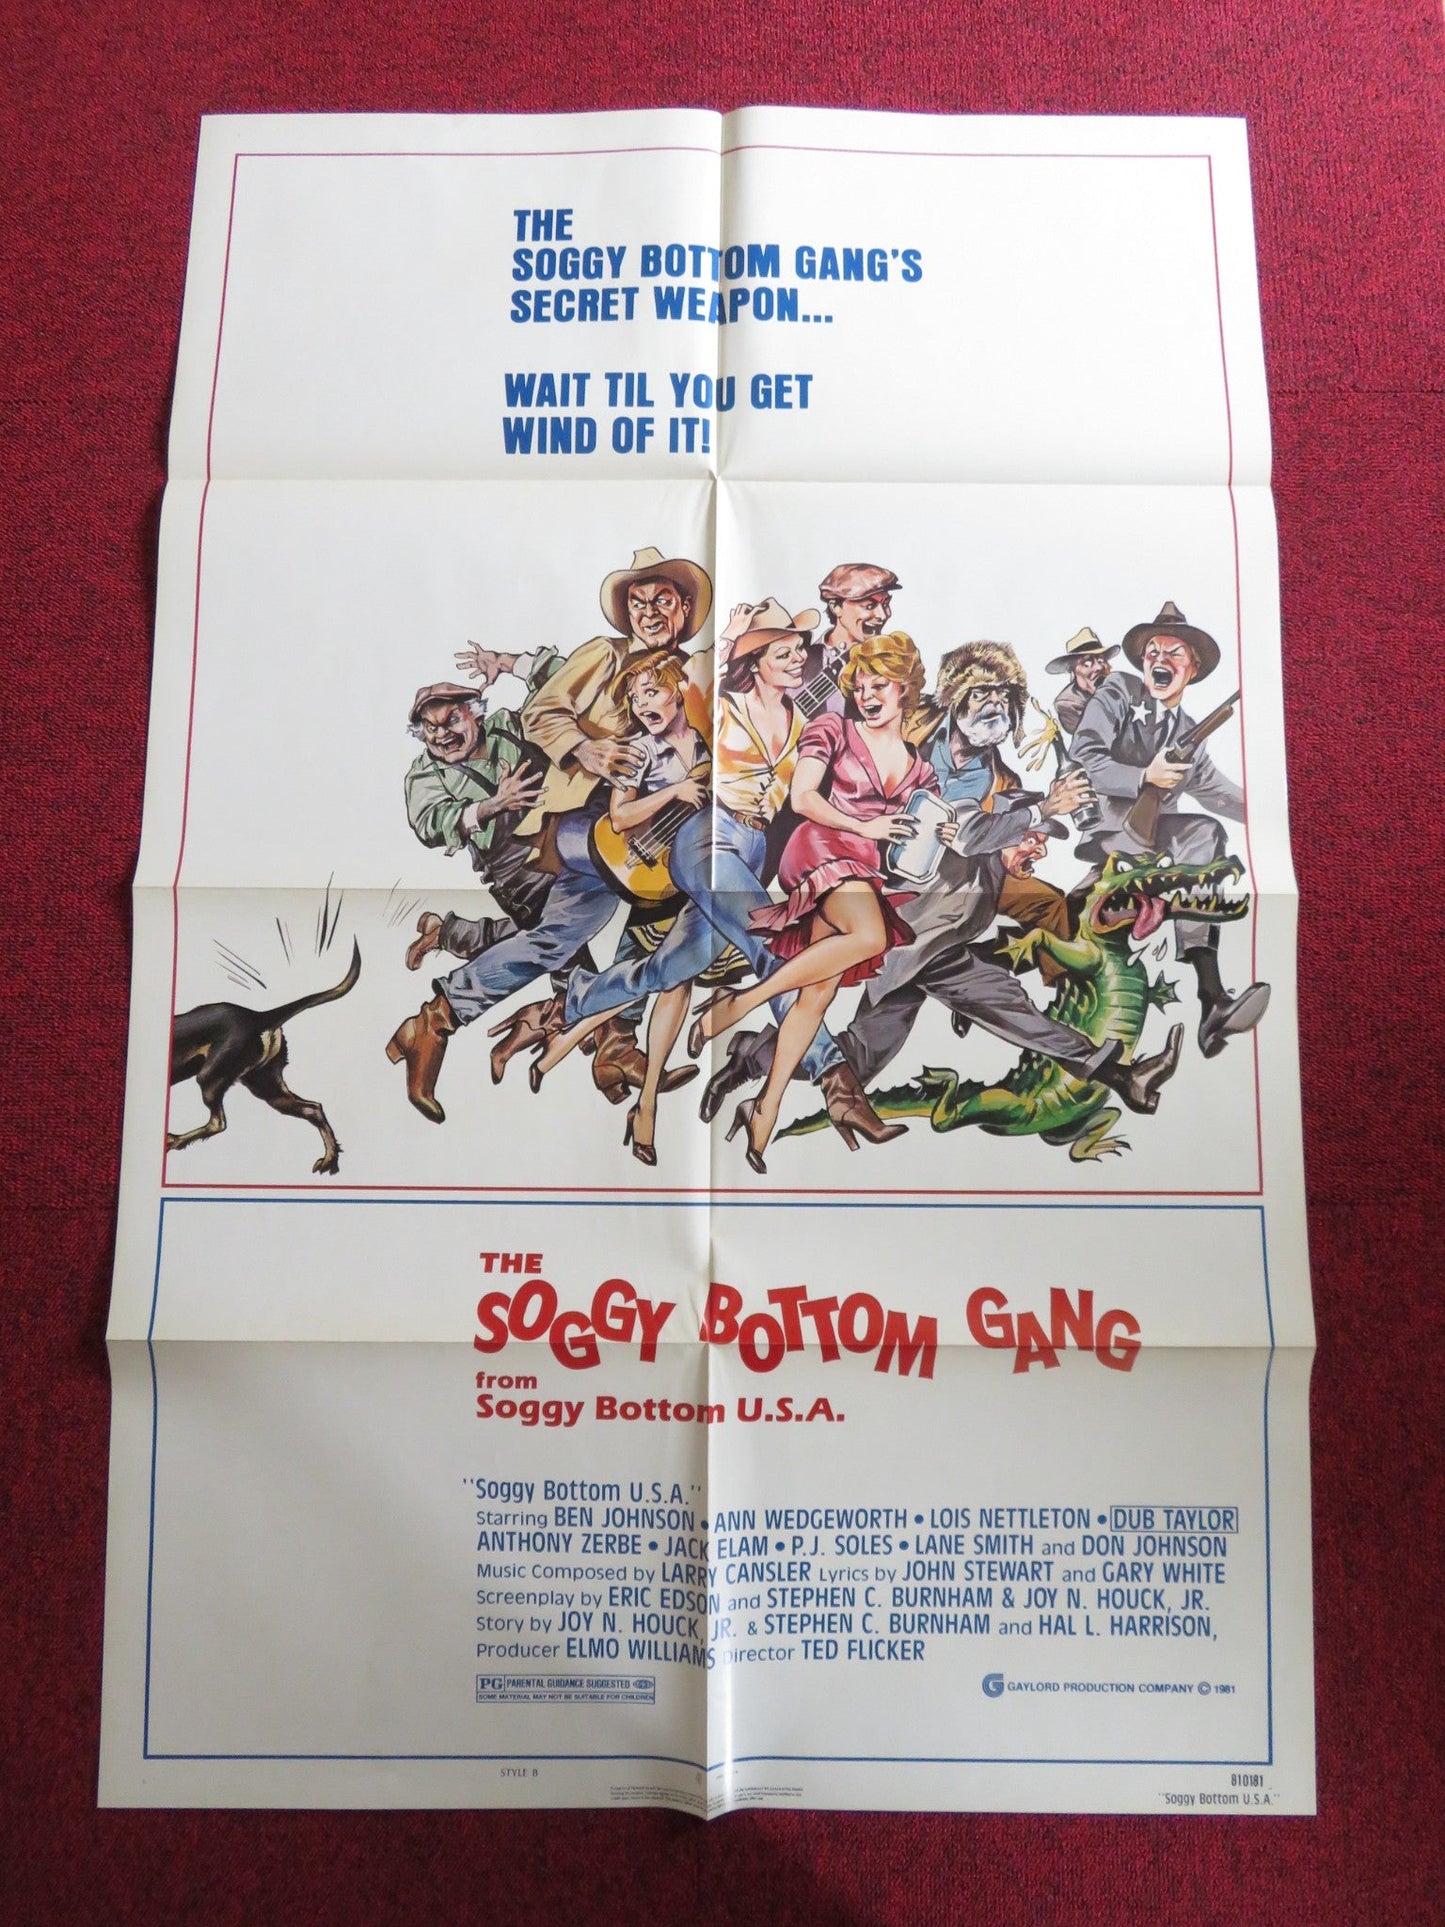 THE
SOGGY BOTTOM GANG'S
SECRET WEAPON...
WAIT TIL YOU GET
WIND OF IT!
THE
SOGGY BOTTOM GANG
from
Soggy Bottom U.S.A.
"Soggy Bottom U.S.A."
Starring BEN JOHNSON • ANN WEDGEWORTH • LOIS NETTLETON • DUB TAYLOR
ANTHONY ZERBE • JACK ELAM • P.J. SOLES • LANE SMITH and DON JOHNSON
Music Composed by LARRY CANSLER Lyrics by JOHN STEWART and GARY WHITE
Screenplay by ERIC EDSON and STEPHEN C. BURNHAM & JOY N. HOUCK, JR.
Story by JOY N. HOUCK, JR. & STEPHEN C. BURNHAM and HAL L. HARRISON,
Producer ELMO WILLIAMS Director TED FLICKER
PG PARENTAL GUIDANCE SUGGESTED
SOME MATERIAL MAY NOT BE SUITABLE FOR CHILDREN
G GAYLORD PRODUCTION COMPANY © 1981
STYLE B
810181
"Soggy Bottom U.S.A."